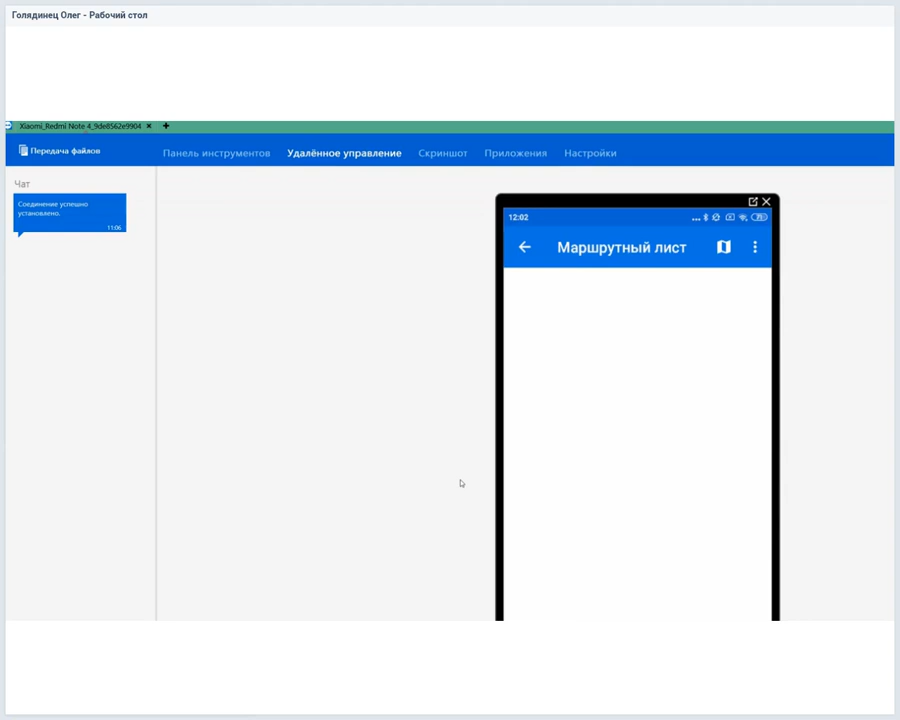 Голядинец Олег - Рабочий стол
Xiaomi_Redmi Note 4_9de8562e9904
Передача файлов
Панель инструментов Удалённое управление Скриншот Приложения Настройки
Чат
Соединение успешно
установлено.
11:06
12:02
Маршрутный лист